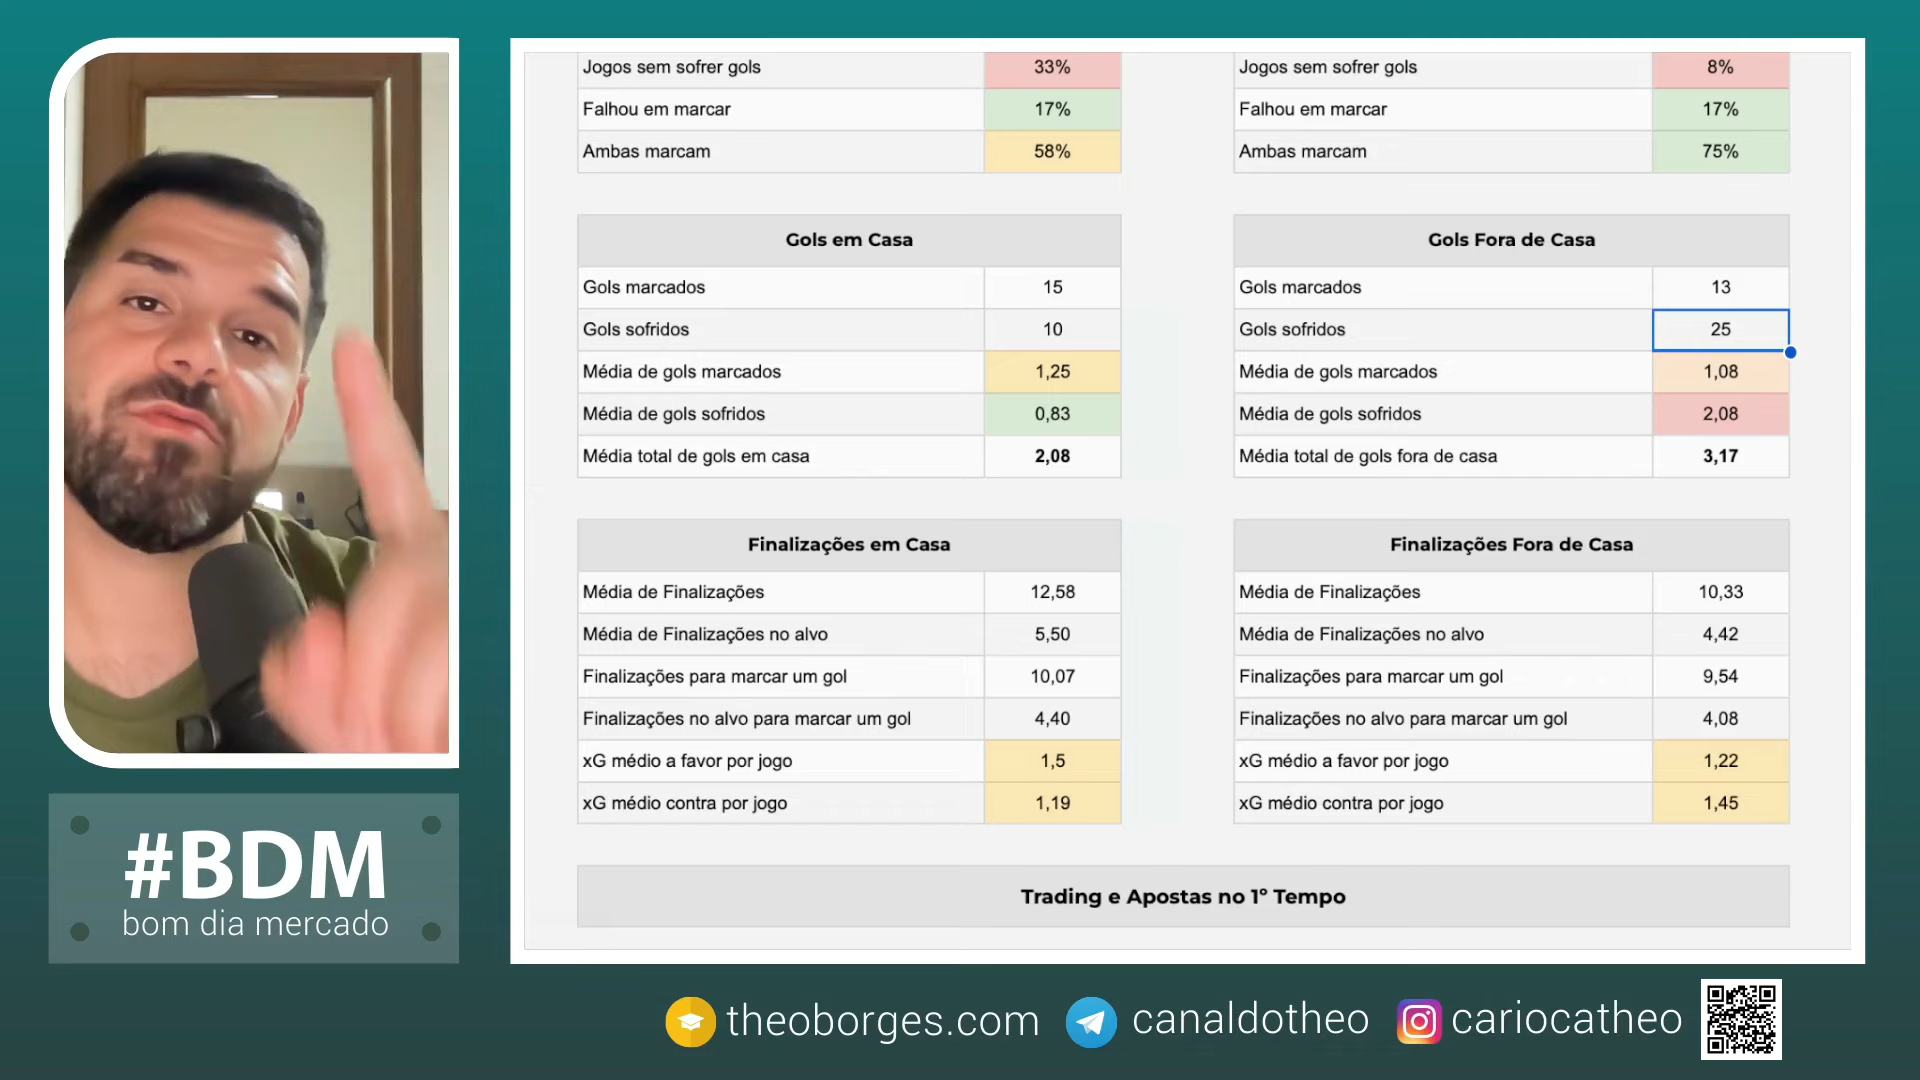 Jogos sem sofrer gols 33%
Falhou em marcar 17%
Ambas marcam 58%
Jogos sem sofrer gols 8%
Falhou em marcar 17%
Ambas marcam 75%
Gols em Casa
Gols marcados 15
Gols sofridos 10
Média de gols marcados 1,25
Média de gols sofridos 0,83
Média total de gols em casa 2,08
Gols Fora de Casa
Gols marcados 13
Gols sofridos 25
Média de gols marcados 1,08
Média de gols sofridos 2,08
Média total de gols fora de casa 3,17
Finalizações em Casa
Média de Finalizações 12,58
Média de Finalizações no alvo 5,50
Finalizações para marcar um gol 10,07
Finalizações no alvo para marcar um gol 4,40
xG médio a favor por jogo 1,5
xG médio contra por jogo 1,19
Finalizações Fora de Casa
Média de Finalizações 10,33
Média de Finalizações no alvo 4,42
Finalizações para marcar um gol 9,54
Finalizações no alvo para marcar um gol 4,08
xG médio a favor por jogo 1,22
xG médio contra por jogo 1,45
Trading e Apostas no 1º Tempo
#BDM
bom dia mercado
theoborges.com canaldotheo cariocatheo